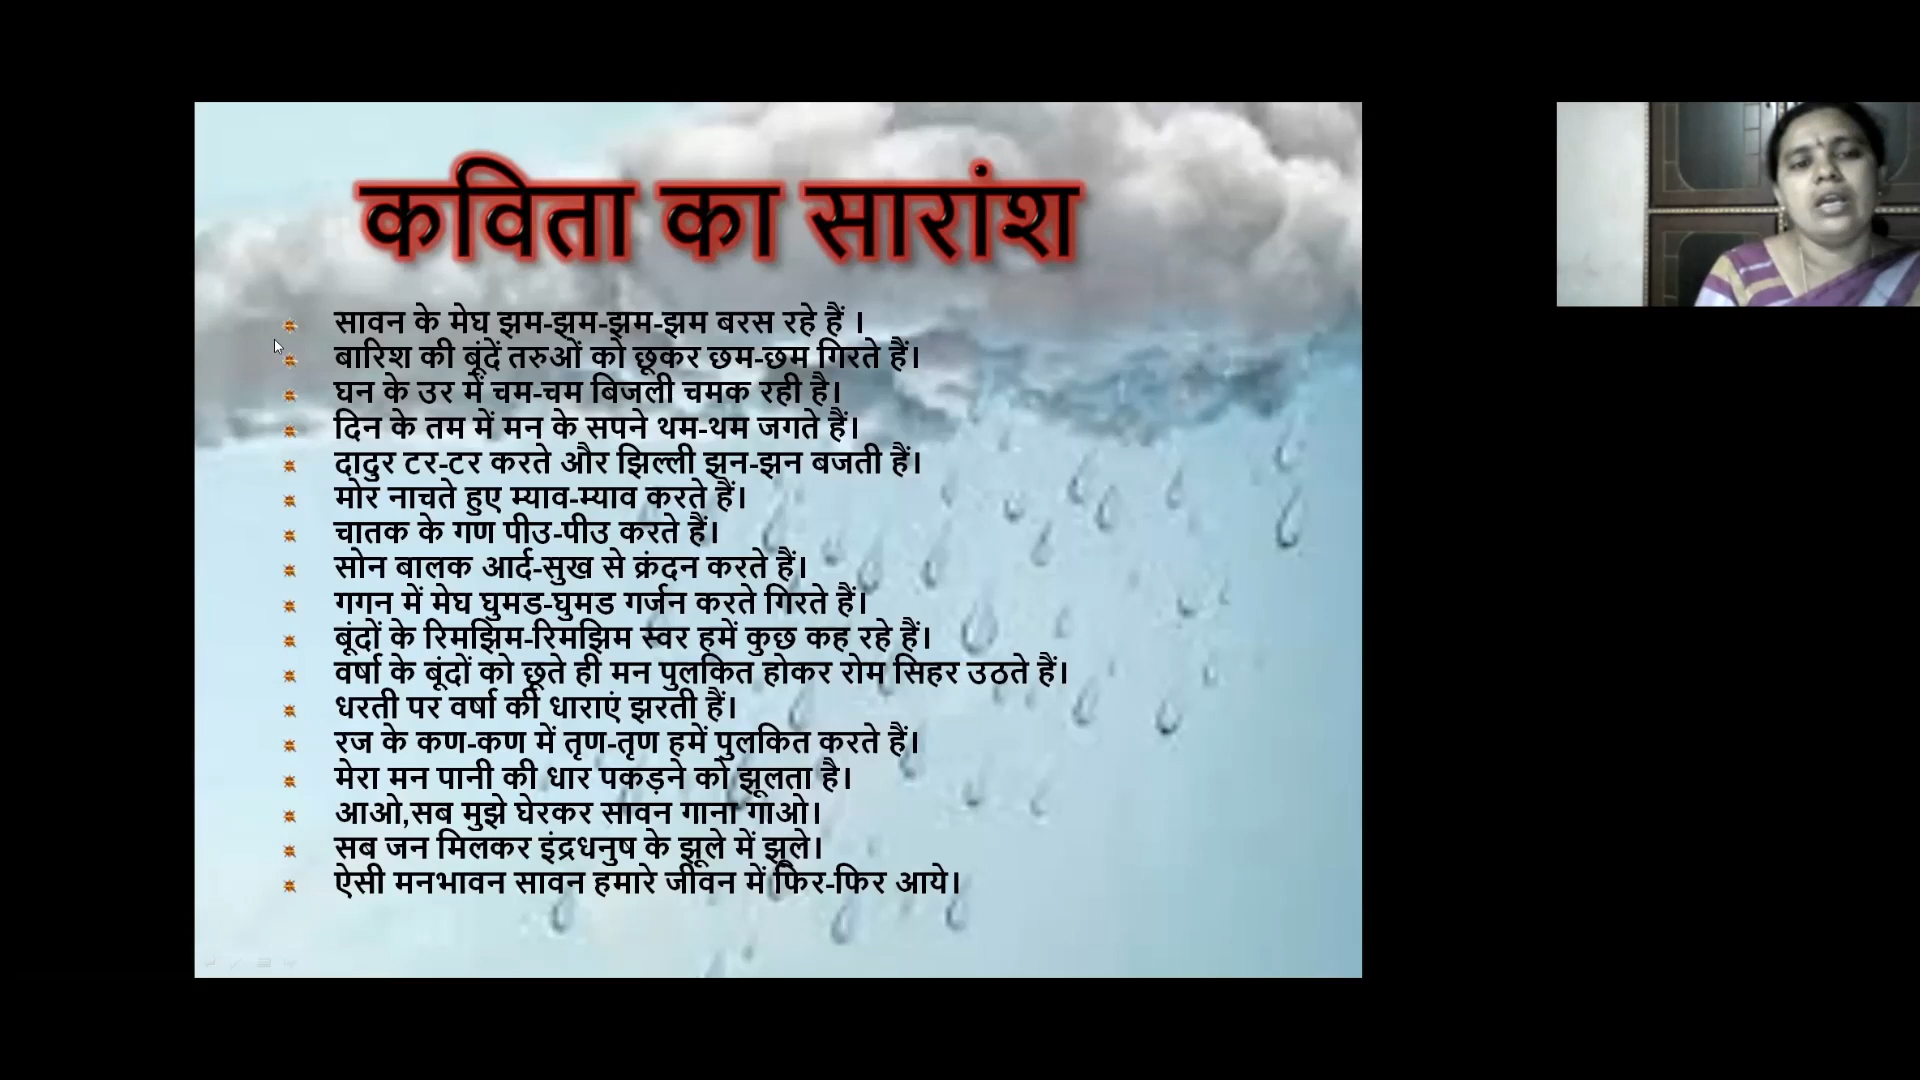 कविता का सारांश
सावन के मेघ झम-झम-झम-झम बरस रहे हैं ।
बारिश की बूंदें तरुओं को छूकर छम-छम गिरते हैं।
घन के उर में चम-चम बिजली चमक रही है।
दिन के तम में मन के सपने थम-थम जगते हैं।
दादुर टर-टर करते और झिल्ली झन-झन बजती हैं।
मोर नाचते हुए म्याव-म्याव करते हैं।
चातक के गण पीउ-पीउ करते हैं।
सोन बालक आर्द-सुख से क्रंदन करते हैं।
गगन में मेघ घुमड-घुमड गर्जन करते गिरते हैं।
बूंदों के रिमझिम-रिमझिम स्वर हमें कुछ कह रहे हैं।
वर्षा के बूंदों को छूते ही मन पुलकित होकर रोम सिहर उठते हैं।
धरती पर वर्षा की धाराएं झरती हैं।
रज के कण-कण में तृण-तृण हमें पुलकित करते हैं।
मेरा मन पानी की धार पकड़ने को झूलता है।
आओ,सब मुझे घेरकर सावन गाना गाओ।
सब जन मिलकर इंद्रधनुष के झूले में झूले।
ऐसी मनभावन सावन हमारे जीवन में फिर-फिर आये।